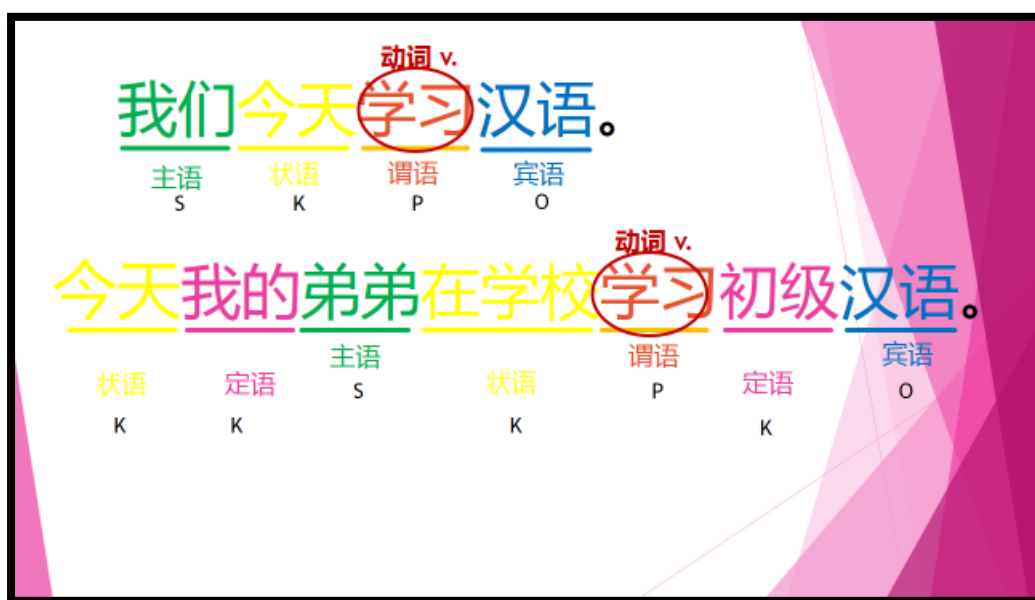 动词 v.
我们今天学习汉语。
主语 状语 谓语 宾语
S K P O
动词 v.
今天我的弟弟在学校学习初级汉语。
主语 谓语 宾语
状语 定语 S 状语 P 定语 O
K K K K